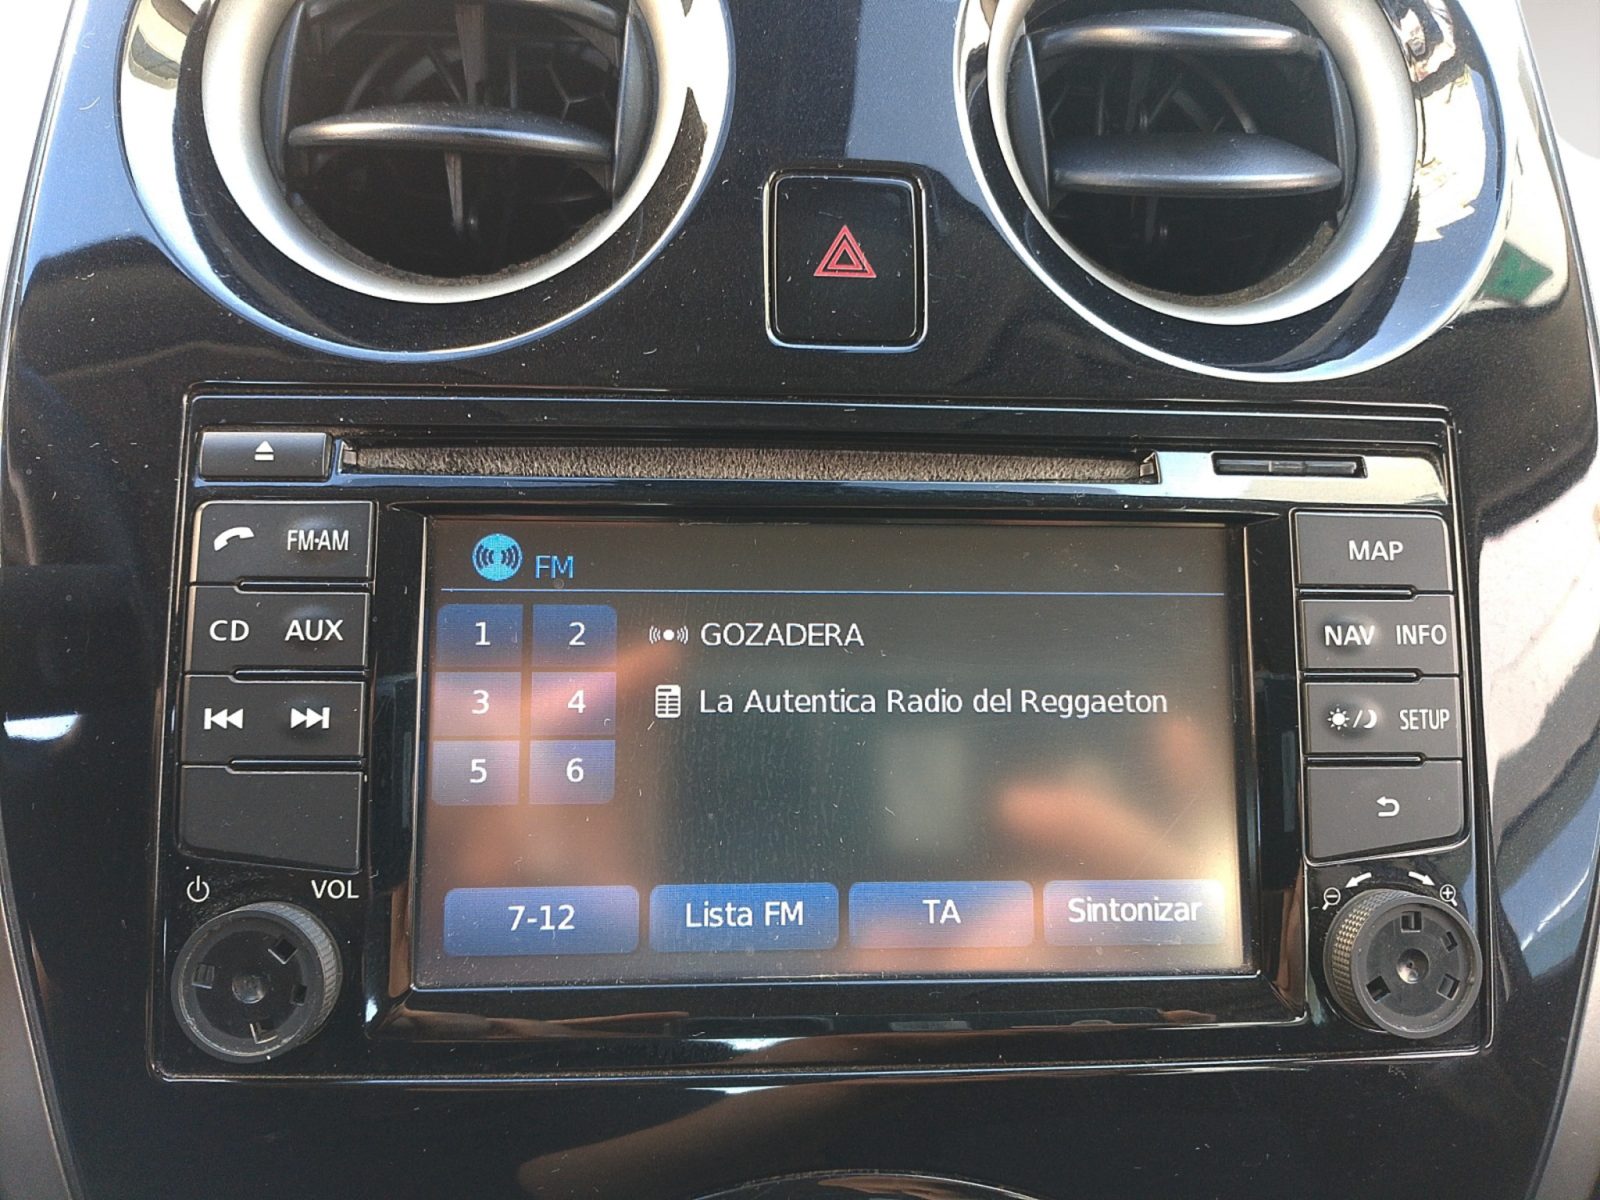 FM·AM
CD AUX
VOL
FM
1 2 GOZADERA
3 4 La Autentica Radio del Reggaeton
5 6
7-12 Lista FM TA Sintonizar
MAP
NAV INFO
SETUP